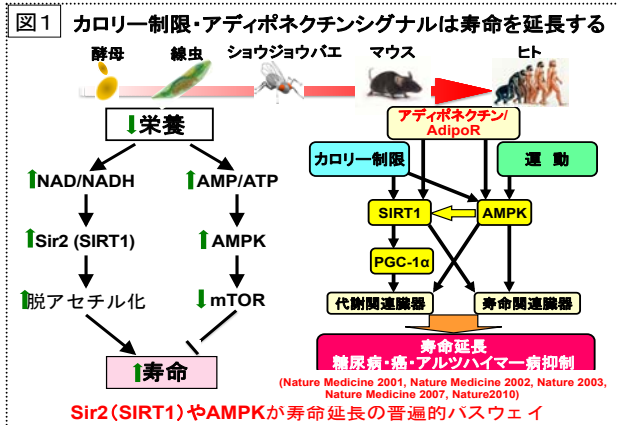 図1 カロリー制限・アディポネクチンシグナルは寿命を延長する
酵母 線虫 ショウジョウバエ マウス ヒト
↓栄養
↑NAD/NADH ↑AMP/ATP
↑Sir2 (SIRT1) ↑AMPK
↑脱アセチル化 ↓mTOR
↑寿命
アディポネクチン/
AdipoR
カロリー制限 運動
SIRT1 AMPK
PGC-1α
代謝関連臓器 寿命関連臓器
寿命延長
糖尿病・癌・アルツハイマー病抑制
(Nature Medicine 2001, Nature Medicine 2002, Nature 2003,
Nature Medicine 2007, Nature2010)
Sir2(SIRT1)やAMPKが寿命延長の普遍的パスウェイ